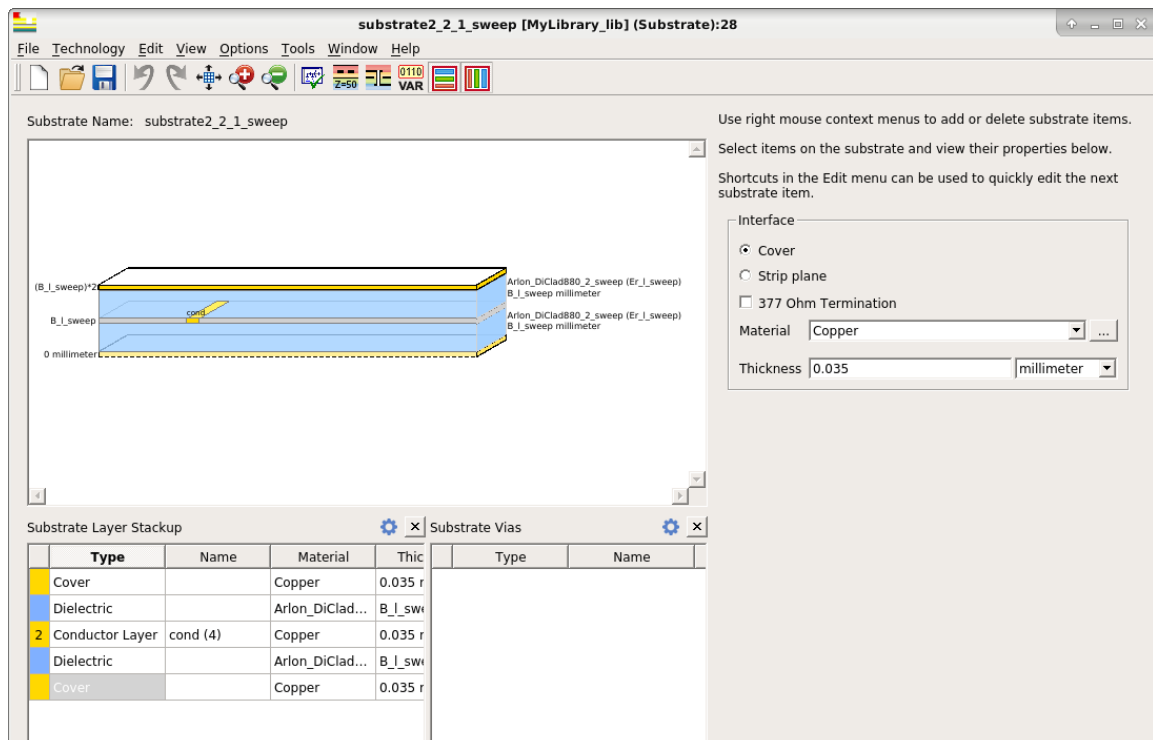 substrate2_2_1_sweep [MyLibrary_lib] (Substrate):28
File Technology Edit View Options Tools Window Help
Z=50
0110
VAR
Substrate Name: substrate2_2_1_sweep
(B_l_sweep)*2
B_l_sweep
0 millimeter
cond
Arlon_DiClad880_2_sweep (Er_l_sweep)
B_l_sweep millimeter
Arlon_DiClad880_2_sweep (Er_l_sweep)
B_l_sweep millimeter
Use right mouse context menus to add or delete substrate items.
Select items on the substrate and view their properties below.
Shortcuts in the Edit menu can be used to quickly edit the next
substrate item.
Interface
Cover
Strip plane
377 Ohm Termination
Material Copper ...
Thickness 0.035 millimeter
Substrate Layer Stackup
Type Name Material Thic
Cover Copper 0.035 r
Dielectric Arlon_DiClad... B_l_swe
2 Conductor Layer cond (4) Copper 0.035 r
Dielectric Arlon_DiClad... B_l_swe
Cover Copper 0.035 r
Substrate Vias
Type Name